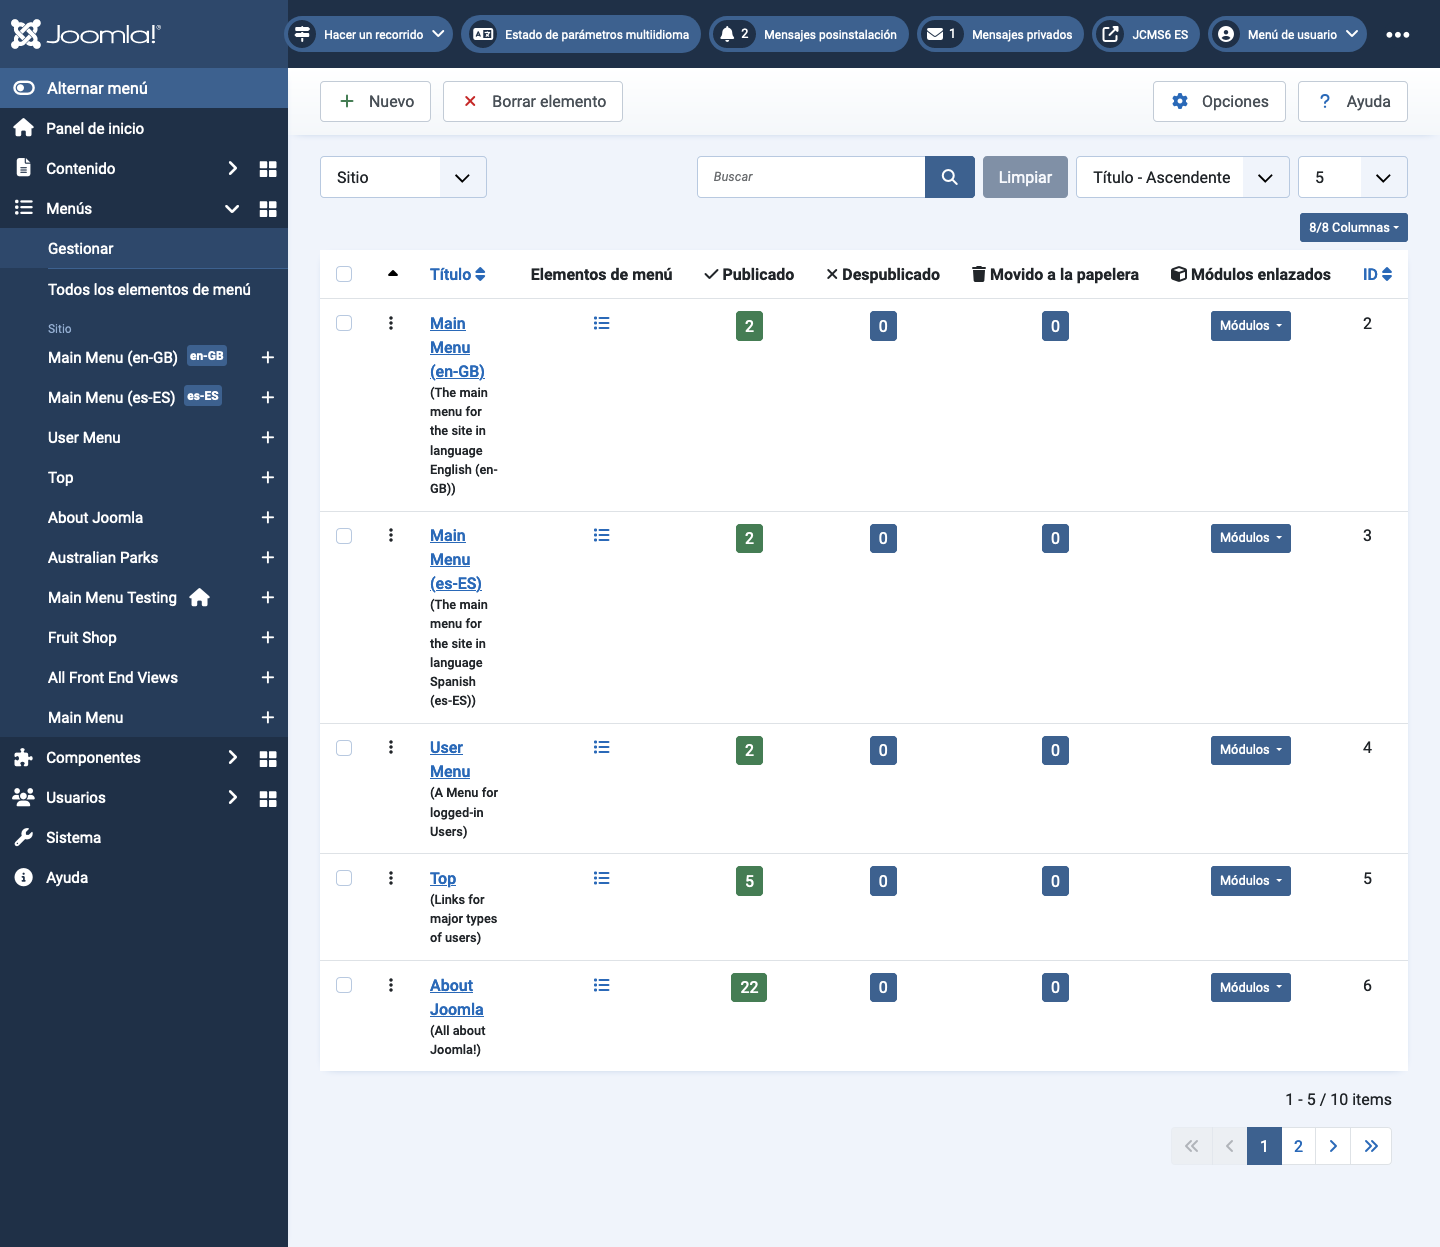 Joomla!®
Hacer un recorrido
Estado de parámetros multiidioma
2 Mensajes posinstalación
1 Mensajes privados
JCMS6 ES
Menú de usuario
Alternar menú
Panel de inicio
Contenido
Menús
Gestionar
Todos los elementos de menú
Sitio
Main Menu (en-GB) en-GB
Main Menu (es-ES) es-ES
User Menu
Top
About Joomla
Australian Parks
Main Menu Testing
Fruit Shop
All Front End Views
Main Menu
Componentes
Usuarios
Sistema
Ayuda
Nuevo
Borrar elemento
Opciones
? Ayuda
Sitio
Buscar
Limpiar
Título - Ascendente
5
8/8 Columnas
Título Elementos de menú Publicado Despublicado Movido a la papelera Módulos enlazados ID
Main 2 0 0 Módulos 2
Menu
(en-GB)
(The main
menu for
the site in
language
English (en-
GB))
Main 2 0 0 Módulos 3
Menu
(es-ES)
(The main
menu for
the site in
language
Spanish
(es-ES))
User 2 0 0 Módulos 4
Menu
(A Menu for
logged-in
Users)
Top 5 0 0 Módulos 5
(Links for
major types
of users)
About 22 0 0 Módulos 6
Joomla
(All about
Joomla!)
1 - 5 / 10 items
1 2